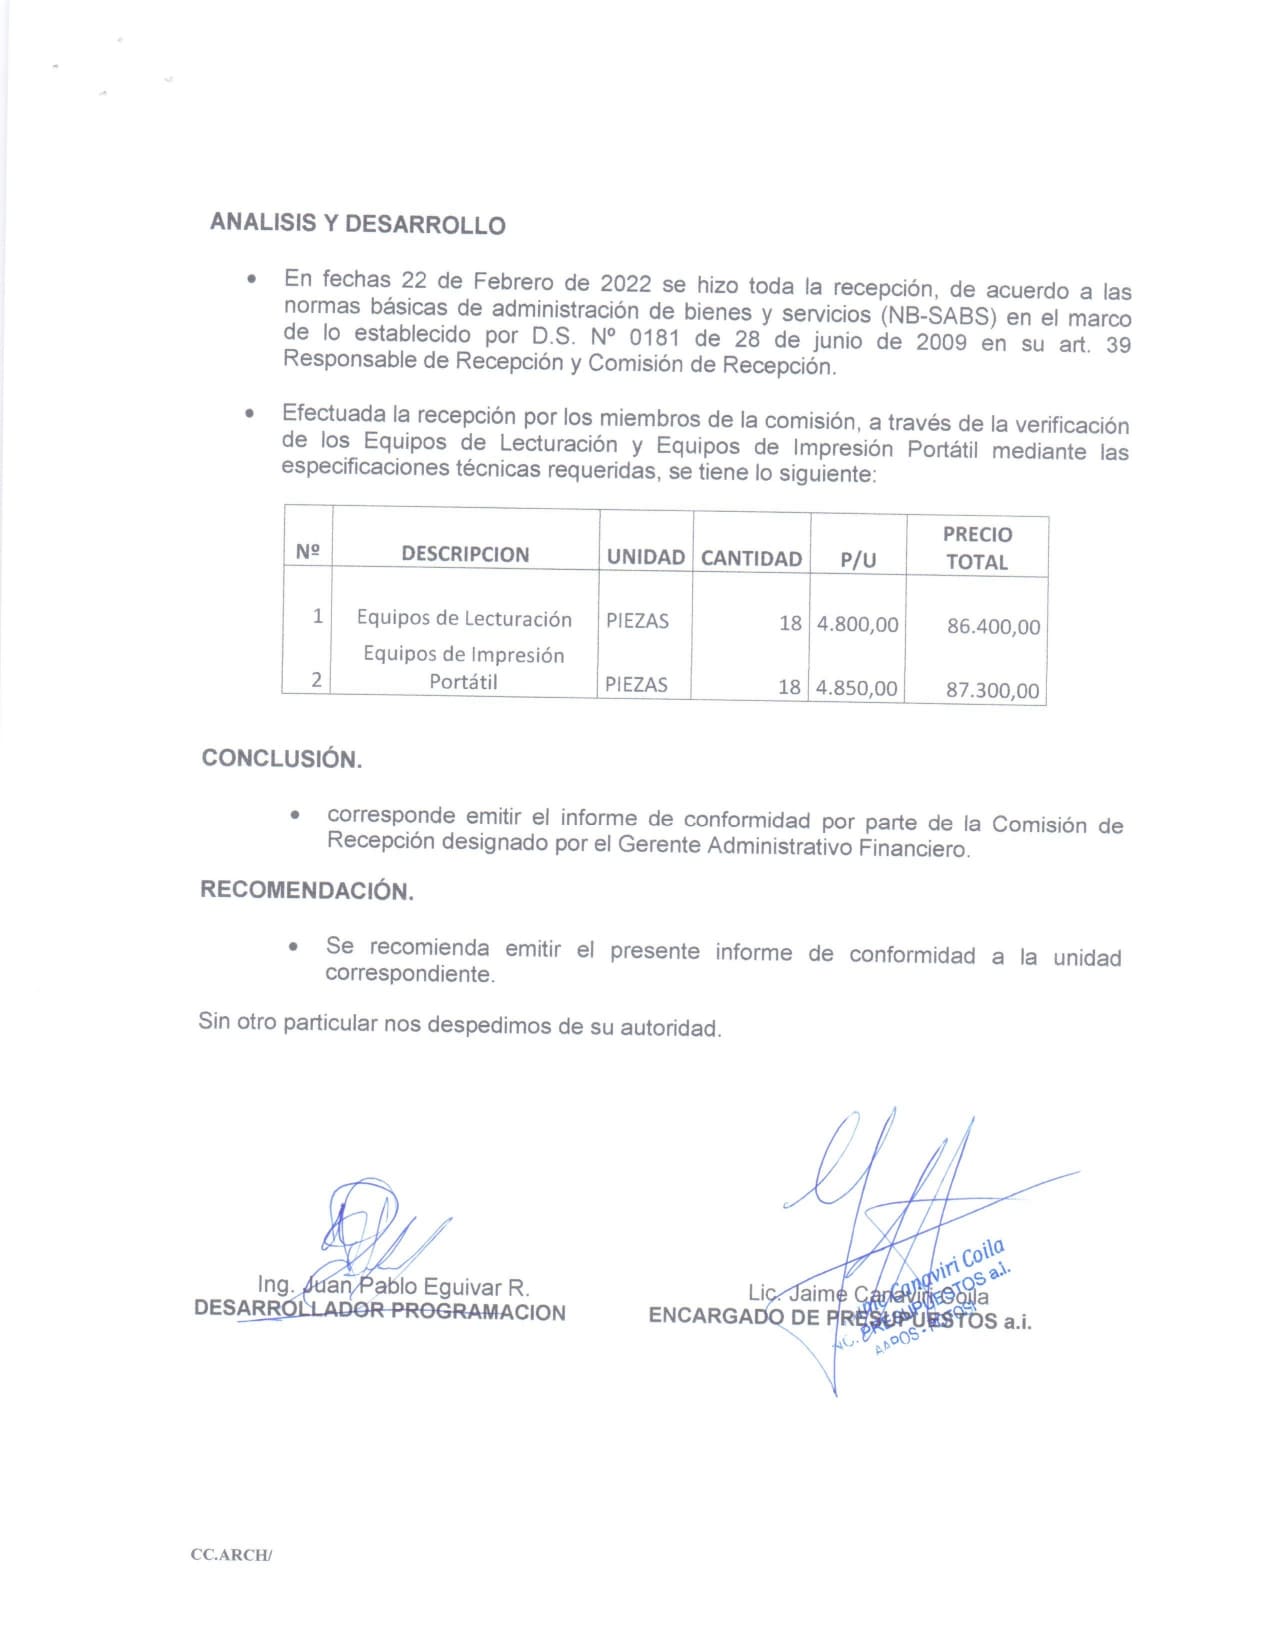 ANALISIS Y DESARROLLO
• En fechas 22 de Febrero de 2022 se hizo toda la recepción, de acuerdo a las
normas básicas de administración de bienes y servicios (NB-SABS) en el marco
de lo establecido por D.S. Nº 0181 de 28 de junio de 2009 en su art. 39
Responsable de Recepción y Comisión de Recepción.
• Efectuada la recepción por los miembros de la comisión, a través de la verificación
de los Equipos de Lecturación y Equipos de Impresión Portátil mediante las
especificaciones técnicas requeridas, se tiene lo siguiente:
Nº DESCRIPCION UNIDAD CANTIDAD P/U PRECIO TOTAL
1 Equipos de Lecturación PIEZAS 18 4.800,00 86.400,00
2 Equipos de Impresión Portátil PIEZAS 18 4.850,00 87.300,00
CONCLUSIÓN.
• corresponde emitir el informe de conformidad por parte de la Comisión de
Recepción designado por el Gerente Administrativo Financiero.
RECOMENDACIÓN.
• Se recomienda emitir el presente informe de conformidad a la unidad
correspondiente.
Sin otro particular nos despedimos de su autoridad.
Ing. Juan Pablo Eguivar R.
DESARROLLADOR PROGRAMACION
Lic. Jaime Canaviri Coila
ENCARGADO DE PRESUPUESTOS a.i.
Canaviri Coila
PRESUPUESTOS a.i.
AAPOS - POTOSI
CC.ARCH/